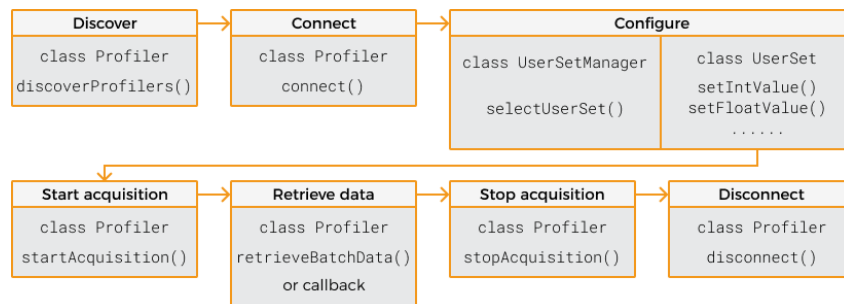 Discover
class Profiler
discoverProfilers()
Connect
class Profiler
connect()
Configure
class UserSetManager
selectUserSet()
class UserSet
setIntValue()
setFloatValue()
......
Start acquisition
class Profiler
startAcquisition()
Retrieve data
class Profiler
retrieveBatchData()
or callback
Stop acquisition
class Profiler
stopAcquisition()
Disconnect
class Profiler
disconnect()